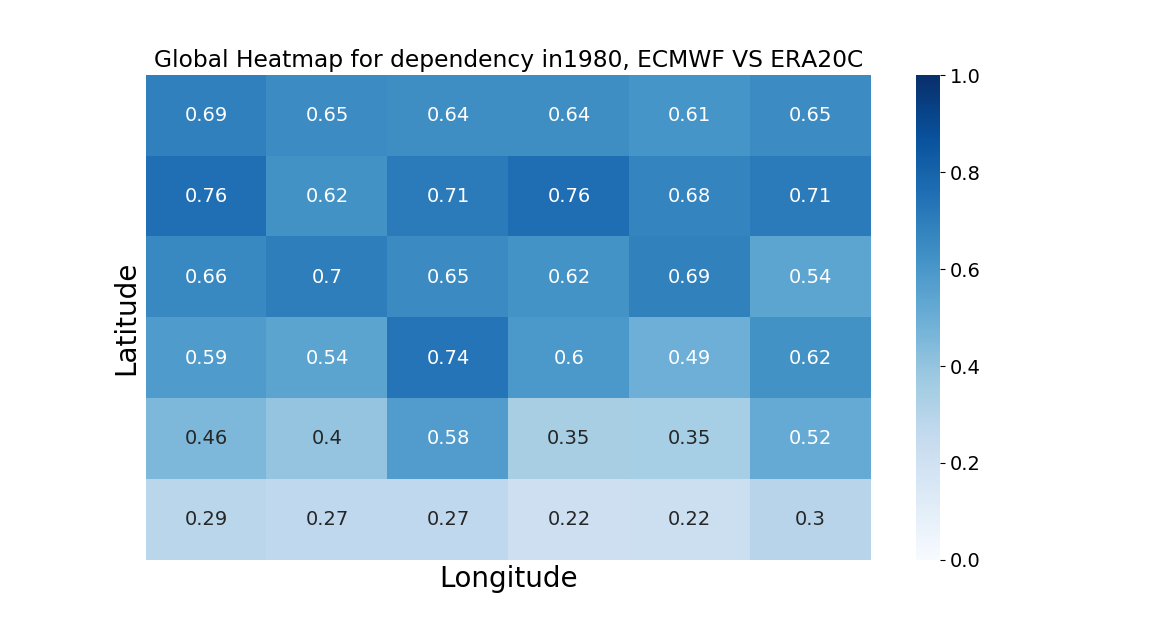 Global Heatmap for dependency in1980, ECMWF VS ERA20C
0.69 0.65 0.64 0.64 0.61 0.65
0.76 0.62 0.71 0.76 0.68 0.71
0.66 0.7 0.65 0.62 0.69 0.54
0.59 0.54 0.74 0.6 0.49 0.62
0.46 0.4 0.58 0.35 0.35 0.52
0.29 0.27 0.27 0.22 0.22 0.3
Latitude
Longitude
1.0
0.8
0.6
0.4
0.2
0.0